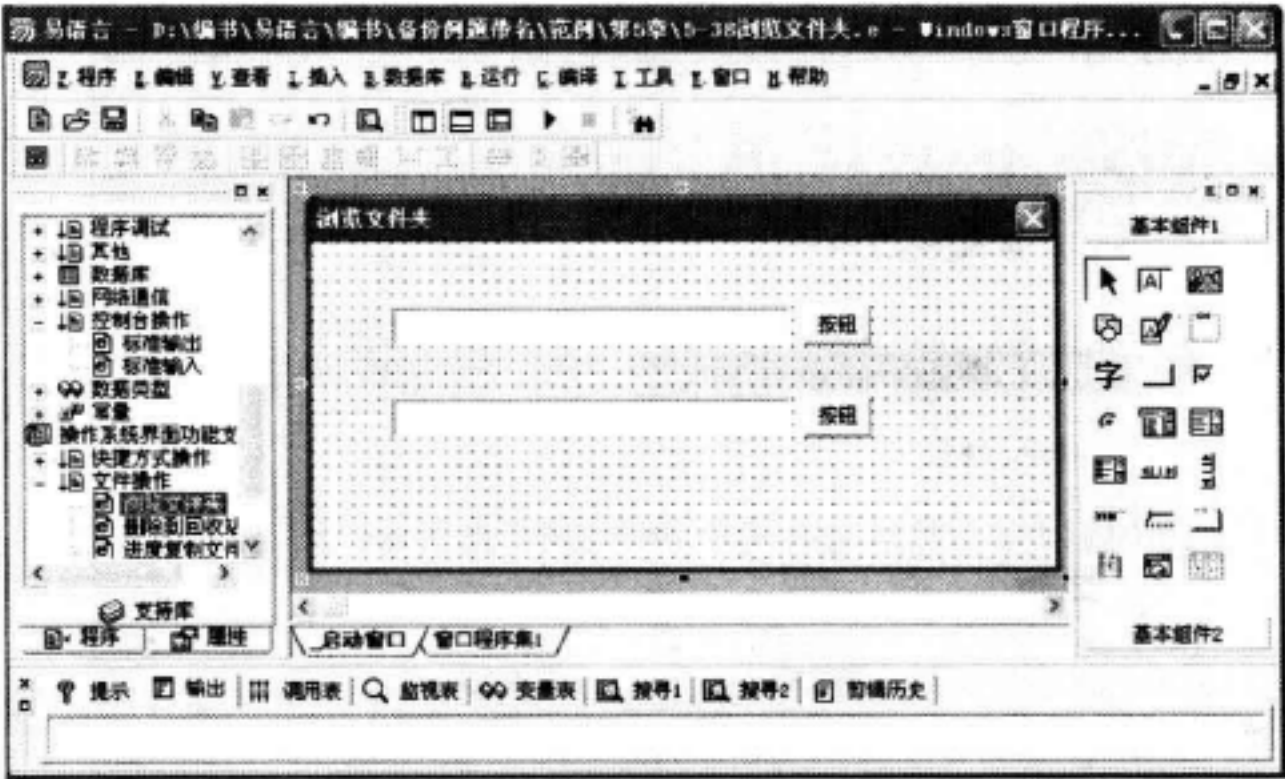 易语言 - D:\编书\易语言\编书\备份例题带名\范例\第5章\5-38浏览文件夹.e - Windows窗口程序...
F.程序 E.编辑 V.查看 I.插入 B.数据库 R.运行 C.编译 T.工具 W.窗口 H.帮助
程序调试
其他
数据库
网络通信
控制台操作
标准输出
标准输入
数据类型
常量
操作系统界面功能支
快捷方式操作
文件操作
浏览文件夹
删除到回收站
进度复制文件
支持库
程序
属性
浏览文件夹
按钮
按钮
启动窗口
窗口程序集1
基本组件1
字
基本组件2
提示 输出 调用表 监视表 变量表 搜寻1 搜寻2 剪辑历史